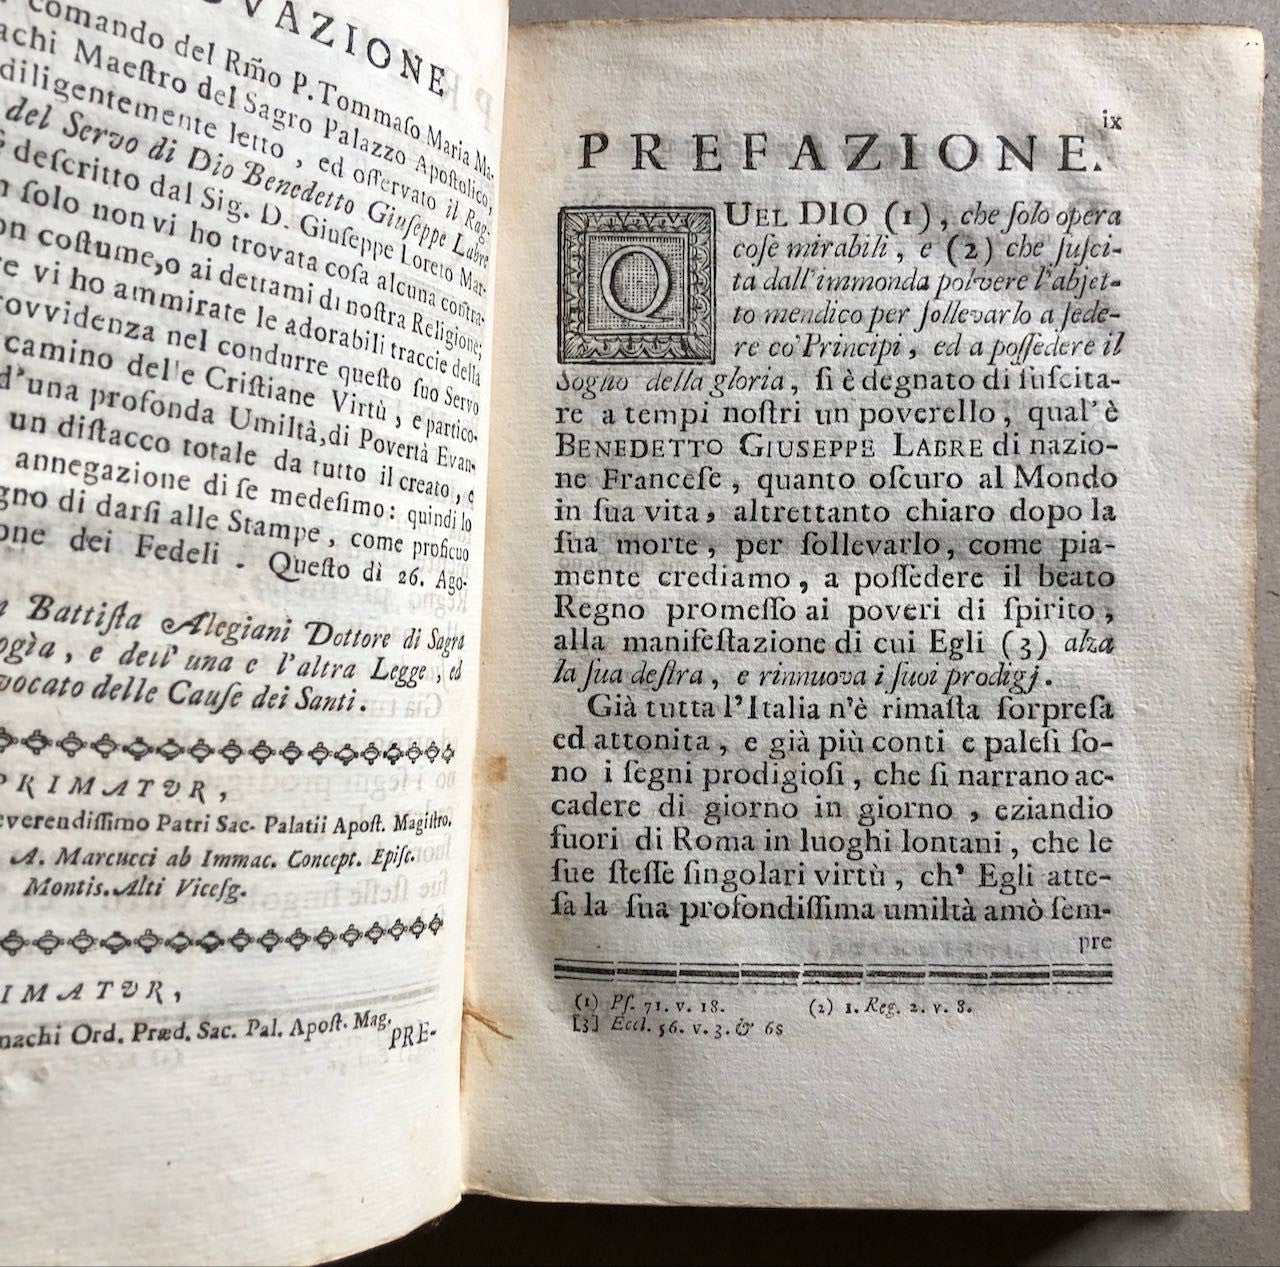 OVAZIONE
comando del Rm̃o P. Tommaſo Maria Ma-
achi Maeſtro del Sagro Palazzo Apoſtolico,
diligentemente letto, ed oſſervato il Rag-
del Servo di Dio Benedetto Giuſeppe Labre
deſcritto dal Sig. D. Giuſeppe Loreto Mar-
ſolo non vi ho trovata coſa alcuna contra-
on coſtume, o ai dettami di noſtra Religione;
re vi ho ammirate le adorabili traccie della
rovvidenza nel condurre queſto ſuo Servo
camino delle Criſtiane Virtù, e partico-
d'una profonda Umiltà, di Povertà Evan-
un diſtacco totale da tutto il creato, e
annegazione di ſe medeſimo: quindi lo
gno di darſi alle Stampe, come proficuo
one dei Fedeli. Queſto dì 26. Ago-
Battiſta Alegiani Dottore di Sagra
ogìa, e dell'una e l'altra Legge, ed
vocato delle Cauſe dei Santi.
PRIMATVR,
everendiſſimo Patri Sac. Palatii Apoſt. Magiſtro.
A. Marcucci ab Immac. Concept. Epiſc.
Montis Alti Viceſg.
IMATVR,
machi Ord. Præd. Sac. Pal. Apoſt. Mag.
PRE-
ix
PREFAZIONE.
QUEL DIO (1), che ſolo opera
coſe mirabili, e (2) che ſuſci-
ta dall'immonda polvere l'abjet-
to mendico per ſollevarlo a ſede-
re co' Principi, ed a poſſedere il
Sogno della gloria, ſi è degnato di ſuſcita-
re a tempi noſtri un poverello, qual'è
BENEDETTO GIUSEPPE LABRE di nazio-
ne Franceſe, quanto oſcuro al Mondo
in ſua vita, altrettanto chiaro dopo la
ſua morte, per ſollevarlo, come pia-
mente crediamo, a poſſedere il beato
Regno promeſſo ai poveri di ſpirito,
alla manifeſtazione di cui Egli (3) alza
la ſua deſtra, e rinnuova i ſuoi prodigj.
Già tutta l'Italia n'è rimaſta ſorpreſa
ed attonita, e già più conti e paleſi ſo-
no i ſegni prodigioſi, che ſi narrano ac-
cadere di giorno in giorno, eziandio
fuori di Roma in luoghi lontani, che le
ſue ſteſſe ſingolari virtù, ch' Egli atte-
ſa la ſua profondiſſima umiltà amò ſem-
pre
(1) Pſ. 71. v. 18. (2) 1. Reg. 2. v. 8.
[3] Eccl. 56. v. 3. & 6s